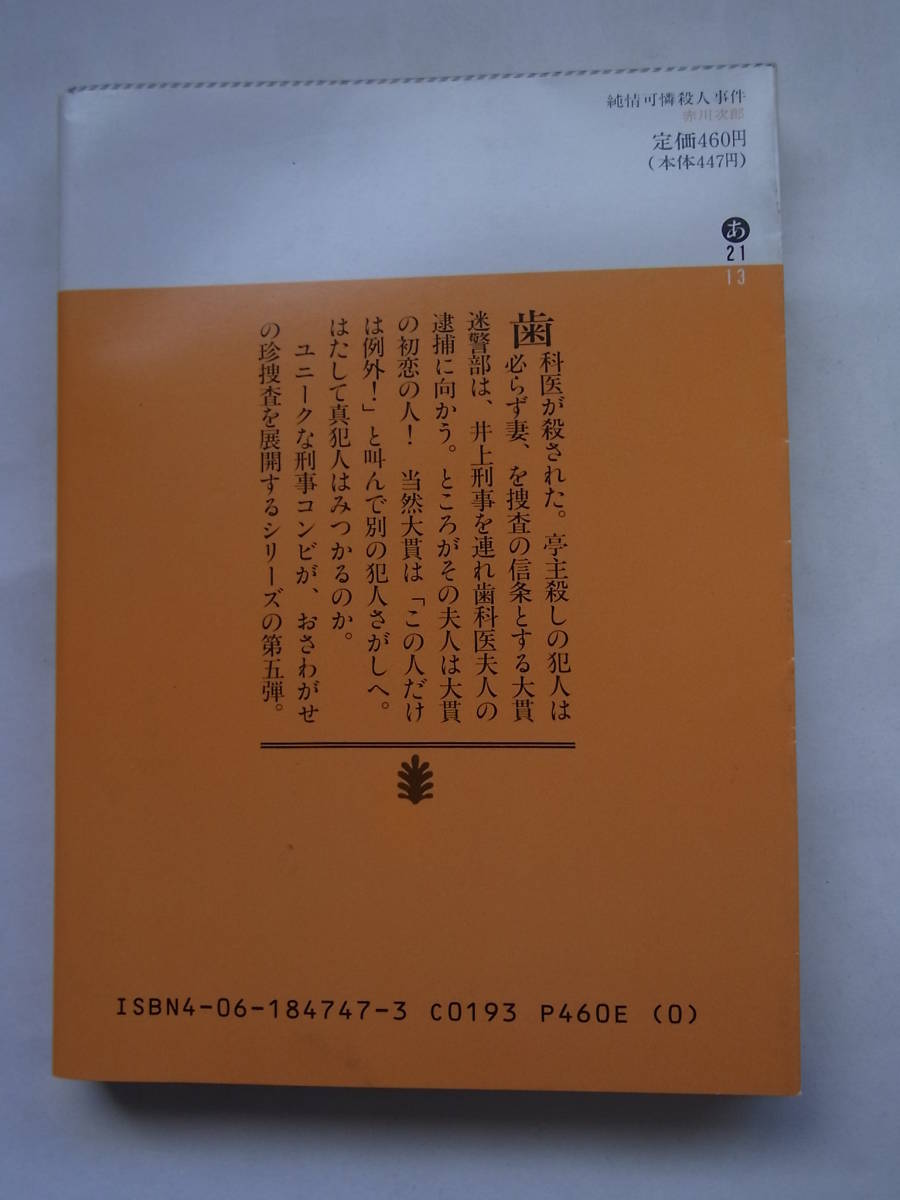 純情可憐殺人事件
赤川次郎
定価460円
(本体447円)
あ
21
13
歯科医が殺された。亭主殺しの犯人は
必らず妻、を捜査の信条とする大貫
迷警部は、井上刑事を連れ歯科医夫人の
逮捕に向かう。ところがその夫人は大貫
の初恋の人！　当然大貫は「この人だけ
は例外！」と叫んで別の犯人さがしへ。
はたして真犯人はみつかるのか。
ユニークな刑事コンビが、おさわがせ
の珍捜査を展開するシリーズの第五弾。
ISBN4-06-184747-3 C0193 P460E (0)